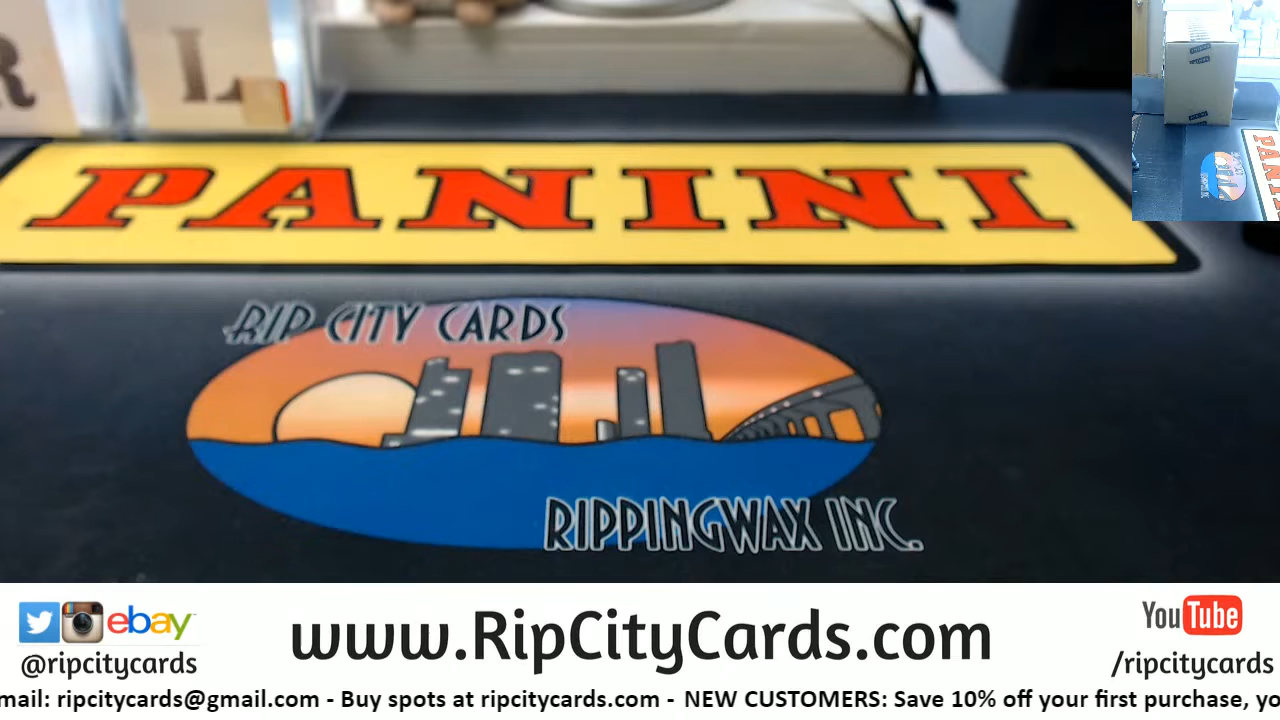 R L
PANINI
RIP CITY CARDS
RIPPINGWAX INC.
ebay
www.RipCityCards.com
YouTube
@ripcitycards
/ripcitycards
mail: ripcitycards@gmail.com - Buy spots at ripcitycards.com - NEW CUSTOMERS: Save 10% off your first purchase, yo